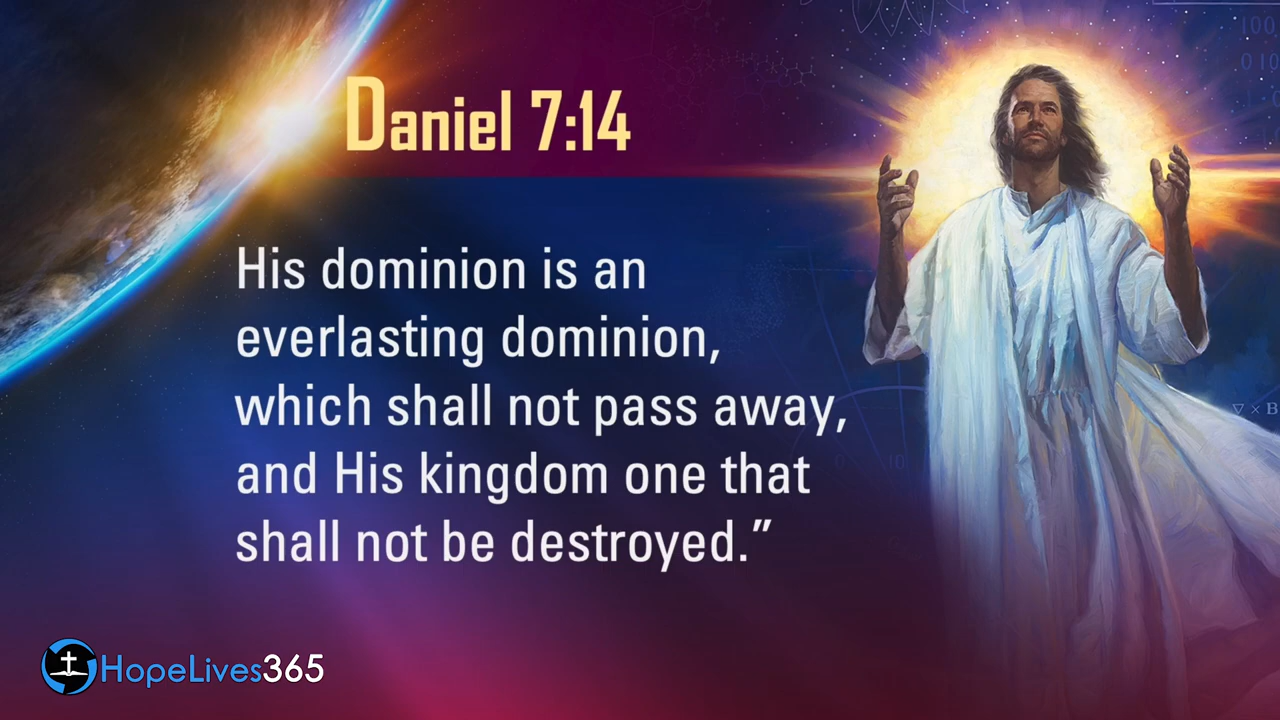 Daniel 7:14
His dominion is an
everlasting dominion,
which shall not pass away,
and His kingdom one that
shall not be destroyed.”
HopeLives365
∇ × B
10